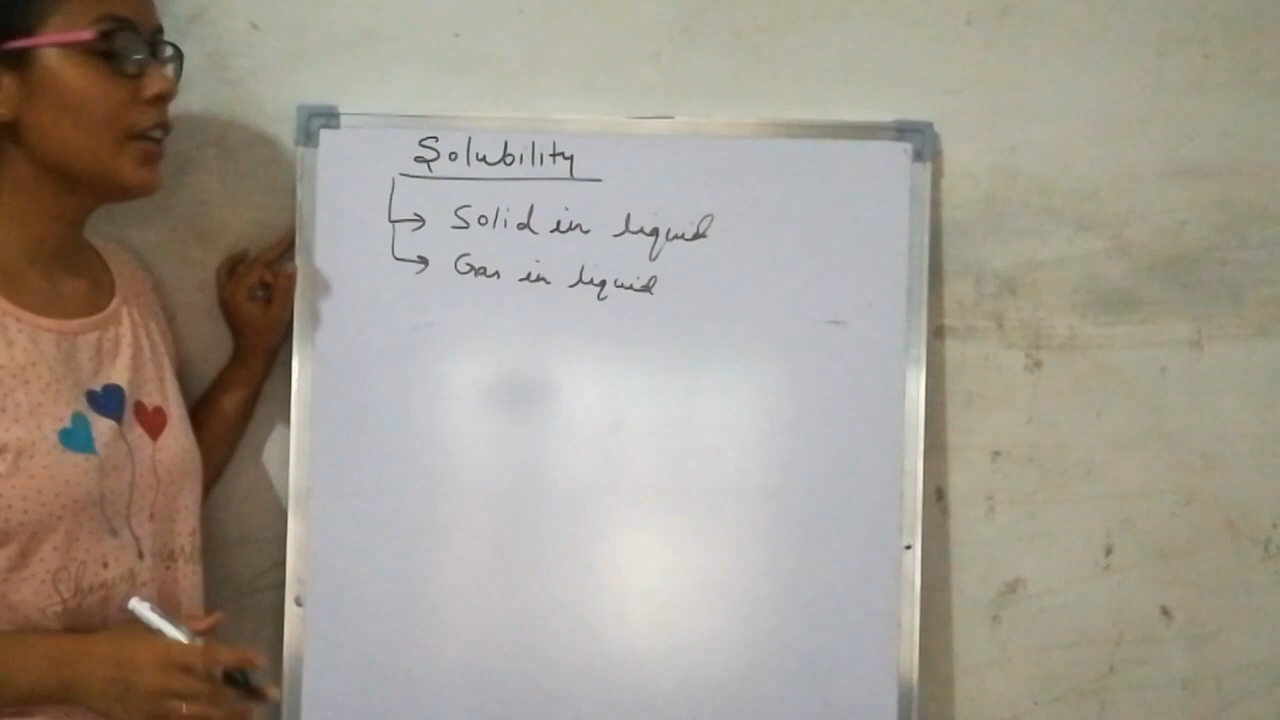 Solubility
→ Solid in liquid
→ Gas in liquid